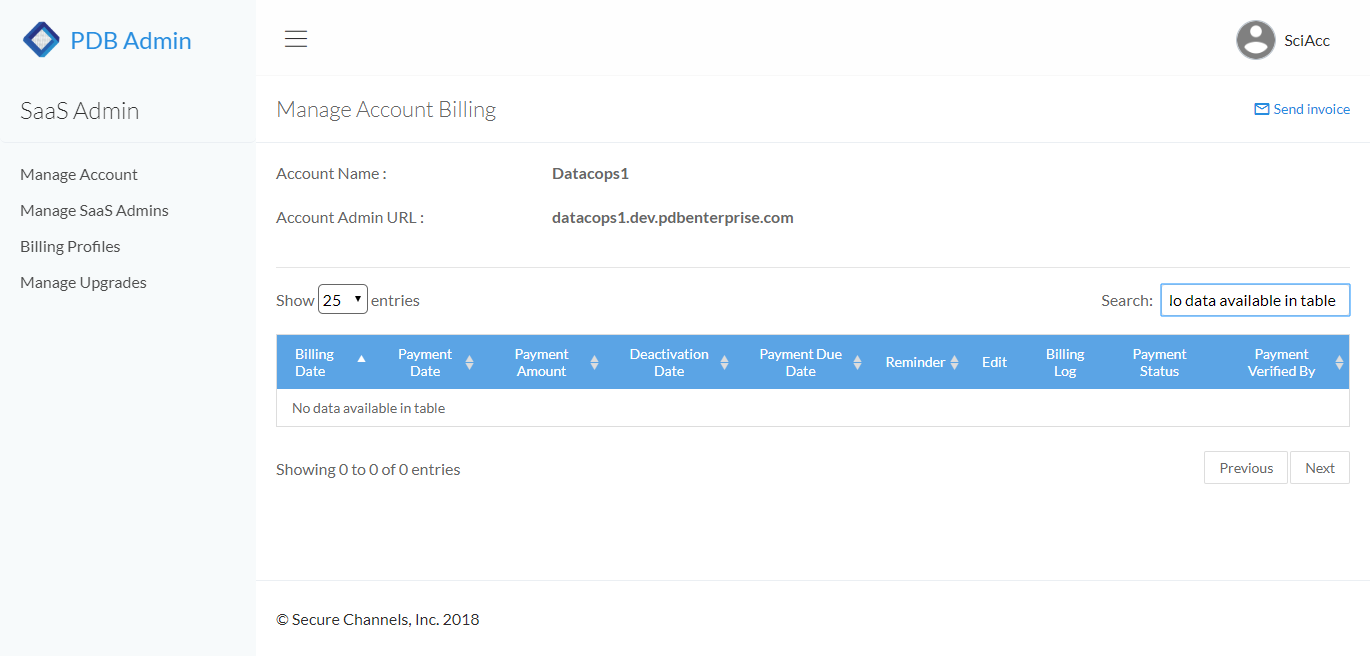 PDB Admin
SciAcc
SaaS Admin
Manage Account
Manage SaaS Admins
Billing Profiles
Manage Upgrades
Manage Account Billing
Send invoice
Account Name :
Datacops1
Account Admin URL :
datacops1.dev.pdbenterprise.com
Show 25 entries
Search: lo data available in table
Billing Date
Payment Date
Payment Amount
Deactivation Date
Payment Due Date
Reminder
Edit
Billing Log
Payment Status
Payment Verified By
No data available in table
Showing 0 to 0 of 0 entries
Previous
Next
© Secure Channels, Inc. 2018